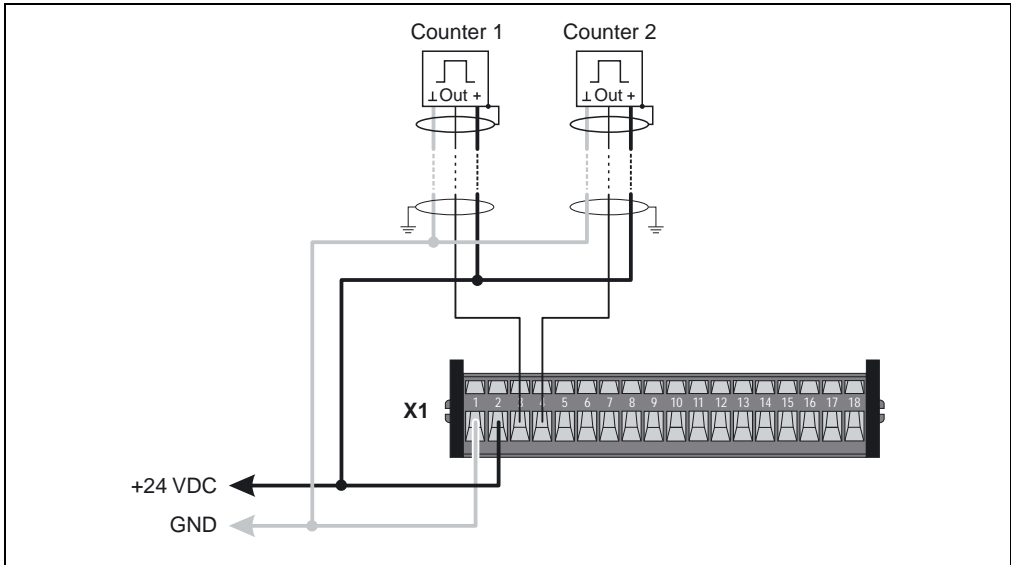 Counter 1
Counter 2
⊥ Out +
⊥ Out +
X1
1 2 3 4 5 6 7 8 9 10 11 12 13 14 15 16 17 18
+24 VDC
GND